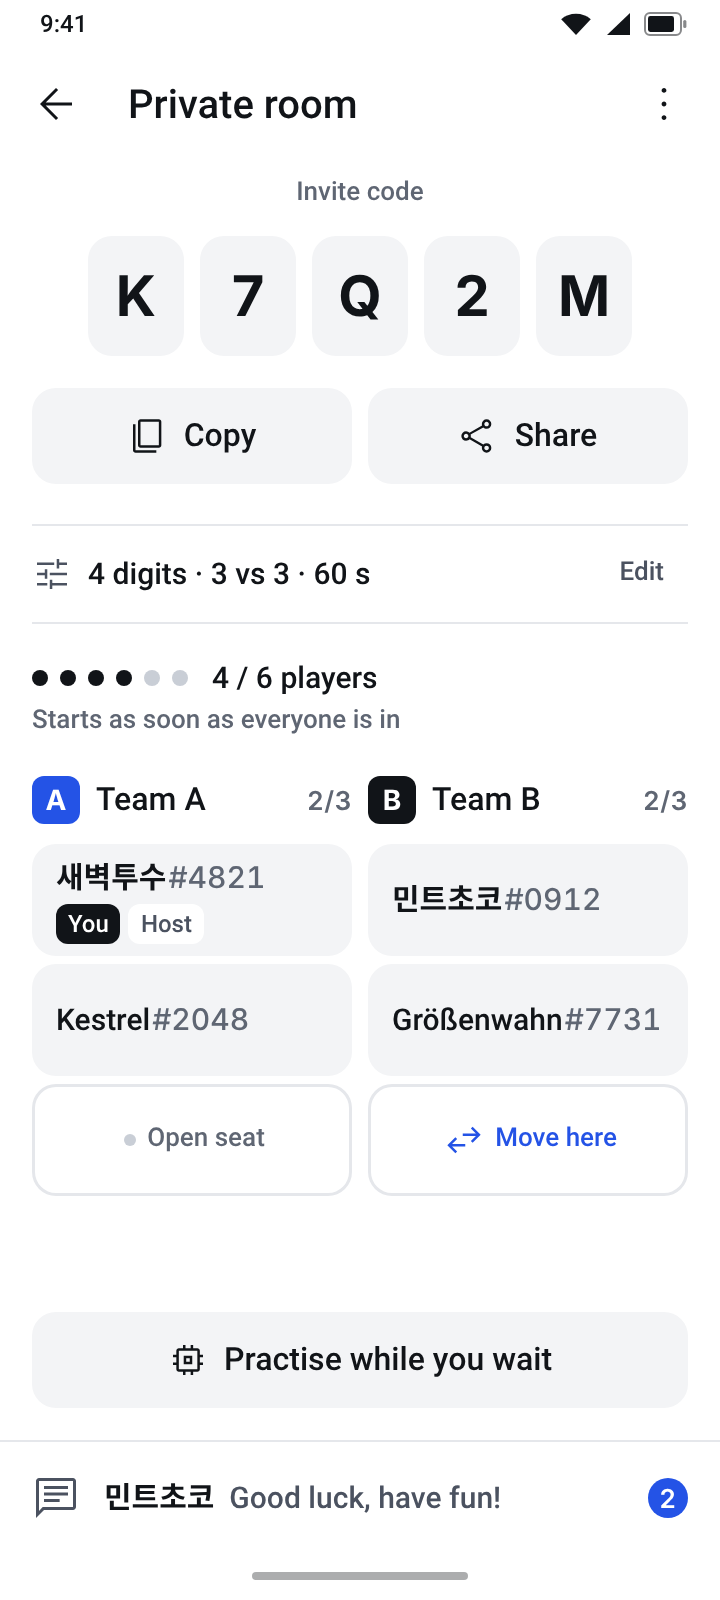 9:41
Private room
Invite code
K 7 Q 2 M
Copy
Share
4 digits · 3 vs 3 · 60 s
Edit
4 / 6 players
Starts as soon as everyone is in
A Team A 2/3
B Team B 2/3
새벽투수#4821
You Host
민트초코#0912
Kestrel#2048
Größenwahn#7731
Open seat
Move here
Practise while you wait
민트초코 Good luck, have fun! 2